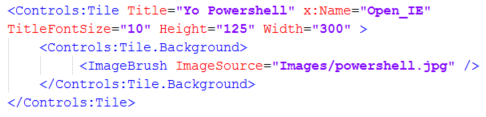 <Controls:Tile Title="Yo Powershell" x:Name="Open_IE"
TitleFontSize="10" Height="125" Width="300" >
<Controls:Tile.Background>
<ImageBrush ImageSource="Images/powershell.jpg" />
</Controls:Tile.Background>
</Controls:Tile>